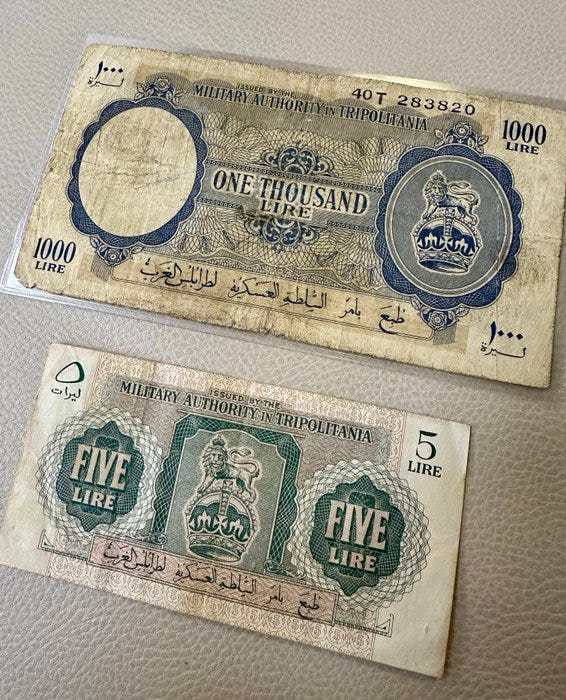 ١٠٠٠
ليرة
ISSUED BY THE
MILITARY AUTHORITY IN TRIPOLITANIA
40T 283820
1000
LIRE
ONE THOUSAND
LIRE
1000
LIRE
طبع بأمر السلطة العسكرية لطرابلس الغرب
١٠٠٠
ليرة
٥
ليرات
ISSUED BY THE
MILITARY AUTHORITY IN TRIPOLITANIA
5
LIRE
FIVE
LIRE
FIVE
LIRE
طبع بأمر السلطة العسكرية لطرابلس الغرب